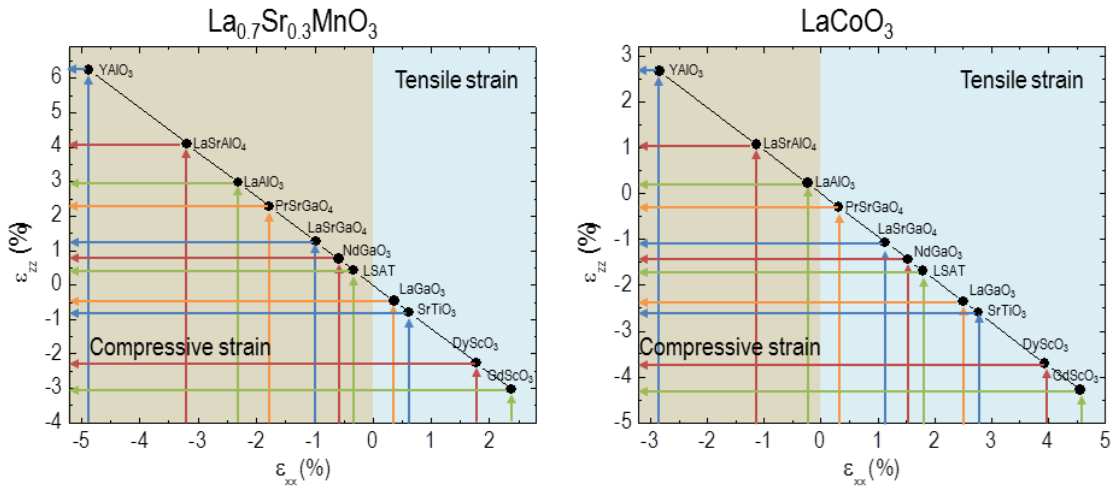 La0.7Sr0.3MnO3
6
5
4
3
2
1
0
-1
-2
-3
-4
εzz (%)
YAlO3
LaSrAlO4
LaAlO3
PrSrGaO4
LaSrGaO4
NdGaO3
LSAT
LaGaO3
SrTiO3
DyScO3
GdScO3
Tensile strain
Compressive strain
-5 -4 -3 -2 -1 0 1 2
εxx (%)
LaCoO3
3
2
1
0
-1
-2
-3
-4
-5
εzz (%)
YAlO3
LaSrAlO4
LaAlO3
PrSrGaO4
LaSrGaO4
NdGaO3
LSAT
LaGaO3
SrTiO3
DyScO3
GdScO3
Tensile strain
Compressive strain
-3 -2 -1 0 1 2 3 4 5
εxx (%)